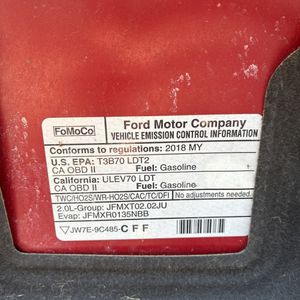 FoMoCo
Ford Motor Company
VEHICLE EMISSION CONTROL INFORMATION
Conforms to regulations: 2018 MY
U.S. EPA: T3B70 LDT2
CA OBD II Fuel: Gasoline
California: ULEV70 LDT
CA OBD II Fuel: Gasoline
TWC/HO2S/WR-HO2S/CAC/TC/DFI No adjustments needed.
2.0L-Group: JFMXT02.02JU
Evap: JFMXR0135NBB
JW7E-9C485-CFF